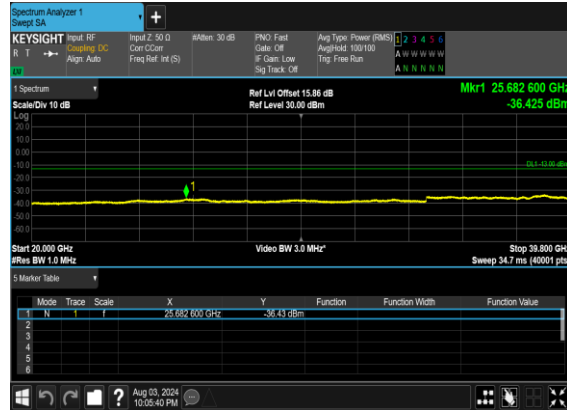 Spectrum Analyzer 1
Swept SA
+
KEYSIGHT Input: RF Input Z: 50 Ω #Atten: 30 dB PNO: Fast Avg Type: Power (RMS) 1 2 3 4 5 6
R T Coupling: DC Corr CCorr Gate: Off Avg|Hold: 100/100 A W W W W W
Align: Auto Freq Ref: Int (S) IF Gain: Low Trig: Free Run
Sig Track: Off A N N N N N
1 Spectrum Ref Lvl Offset 15.86 dB Mkr1 25.682 600 GHz
Scale/Div 10 dB Ref Level 30.00 dBm -36.425 dBm
Log
20.0
10.0
0.00
-10.0
DL1 -13.00 dBm
-20.0
1
-30.0
-40.0
-50.0
-60.0
Start 20.000 GHz Video BW 3.0 MHz* Stop 39.800 GHz
#Res BW 1.0 MHz Sweep 34.7 ms (40001 pts)
5 Marker Table
Mode Trace Scale X Y Function Function Width Function Value
1 N 1 f 25.682 600 GHz -36.43 dBm
2
3
4
5
6
? Aug 03, 2024
10:05:40 PM